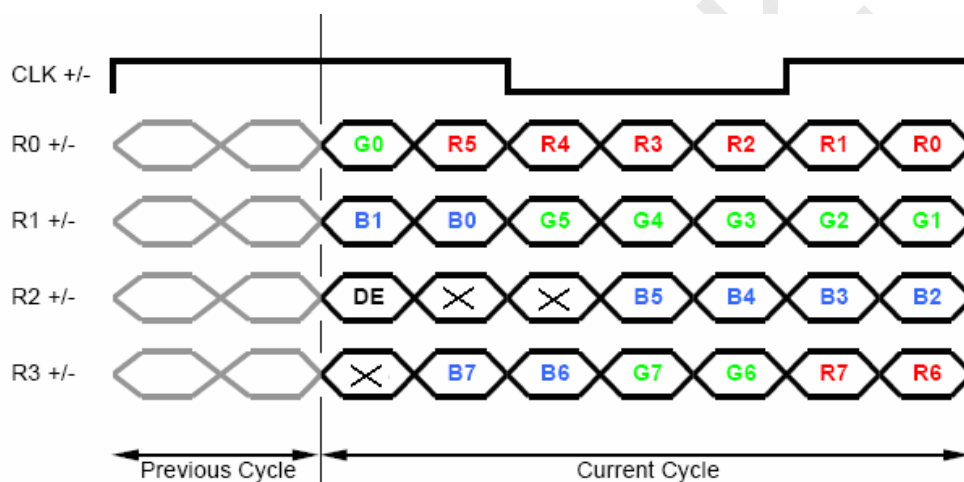 CLK +/-
R0 +/- G0 R5 R4 R3 R2 R1 R0
R1 +/- B1 B0 G5 G4 G3 G2 G1
R2 +/- DE B5 B4 B3 B2
R3 +/- B7 B6 G7 G6 R7 R6
Previous Cycle Current Cycle